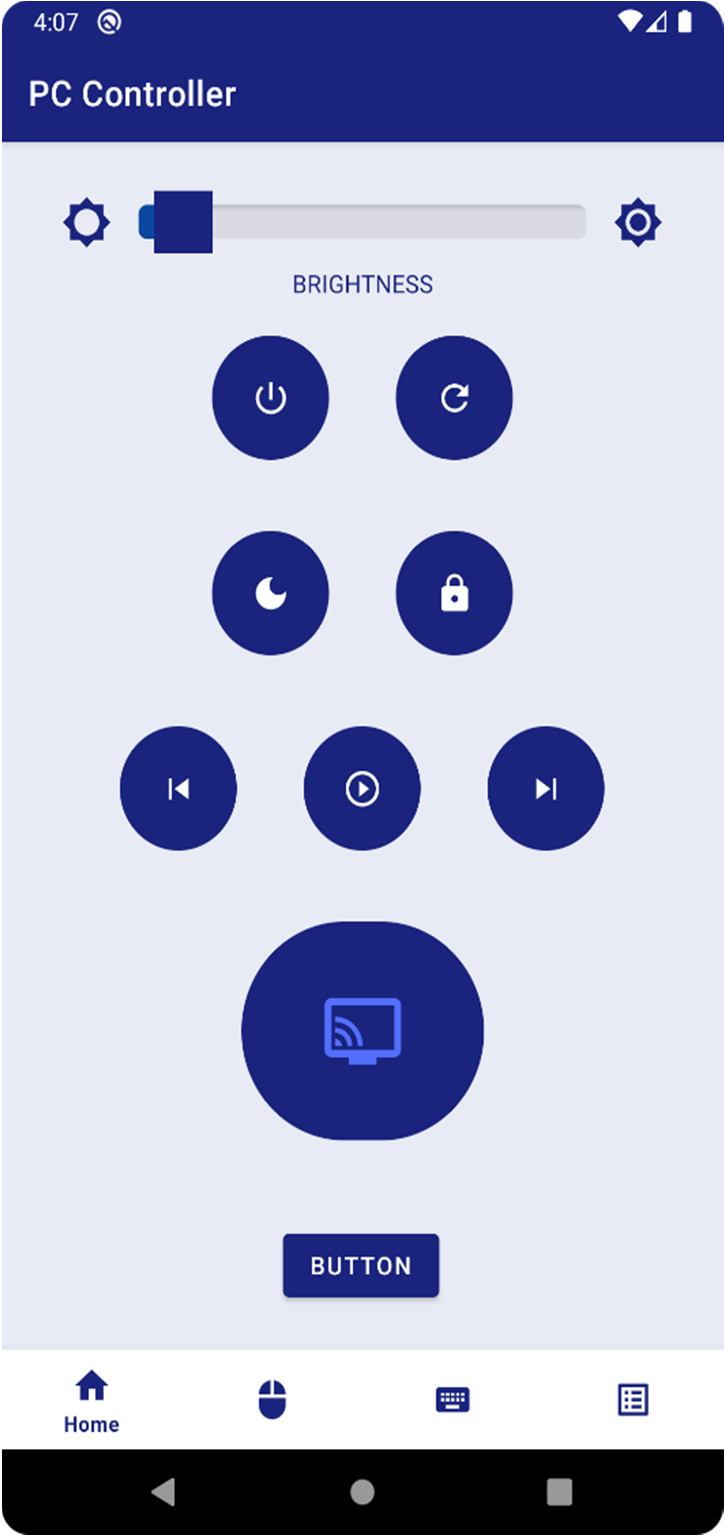 4:07
PC Controller
BRIGHTNESS
BUTTON
Home